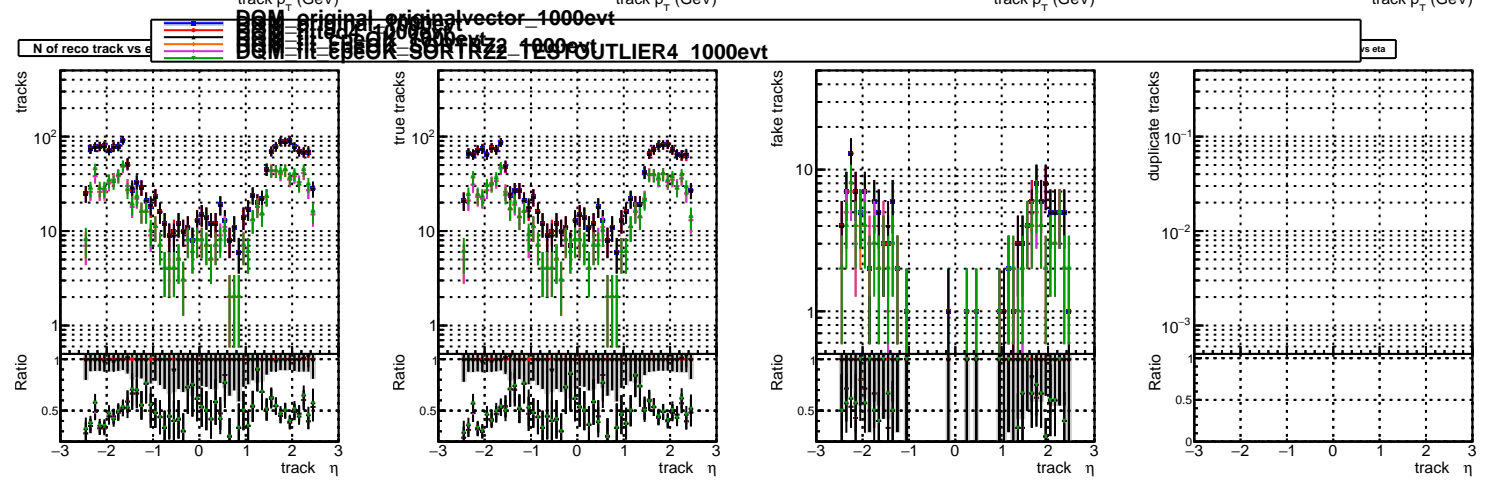 track p_T (GeV) track p_T (GeV) track p_T (GeV) track p_T (GeV)
DQM_original_originalvector_1000evt
DQM_fit_cpeOK_SORTRZ2_1000evt
DQM_fit_cpeOK_SORTRZ2_TESTOUTLIER4_1000evt
N of reco track vs e
vs eta
tracks
10²
10
1
Ratio
1
0.5
−3 −2 −1 0 1 2 3
track η
true tracks
10²
10
1
Ratio
1
0.5
−3 −2 −1 0 1 2 3
track η
fake tracks
10
1
Ratio
1
0.5
−3 −2 −1 0 1 2 3
track η
duplicate tracks
10⁻¹
10⁻²
10⁻³
Ratio
1
0.5
0
−3 −2 −1 0 1 2 3
track η